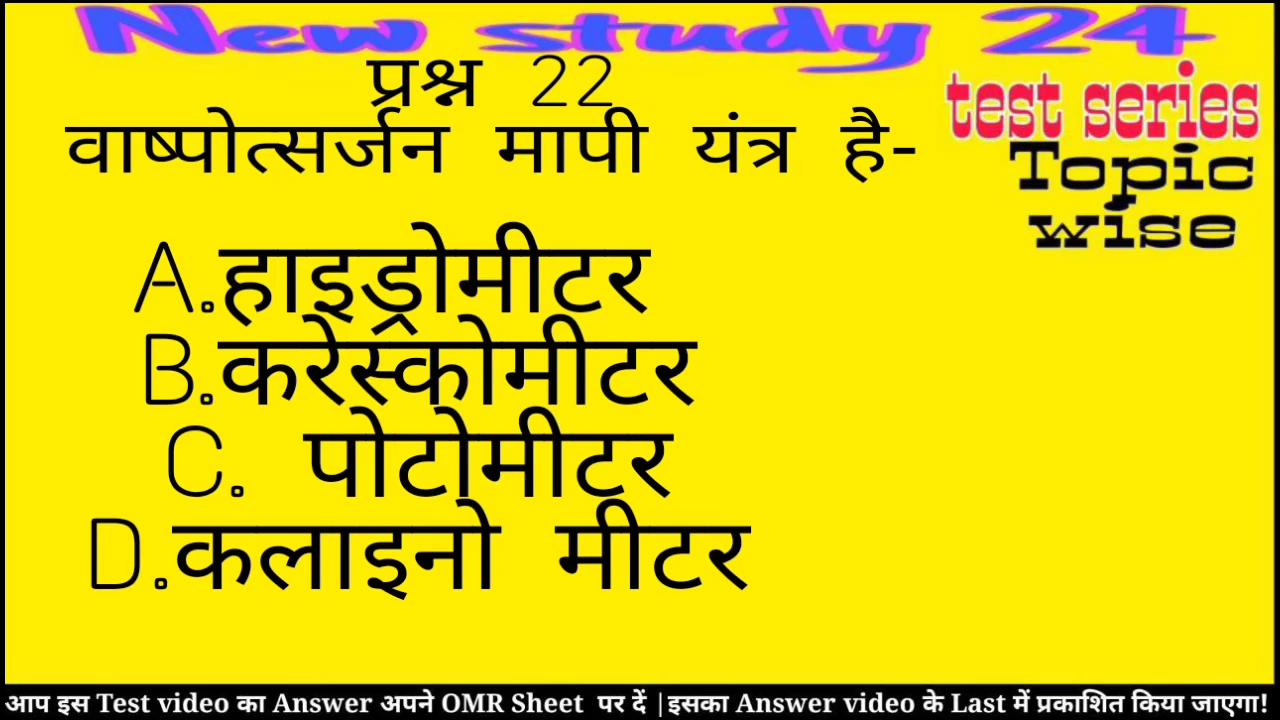 New study 24
प्रश्न 22
test series
वाष्पोत्सर्जन मापी यंत्र है-
Topic
wise
A.हाइड्रोमीटर
B.करेस्कोमीटर
C. पोटोमीटर
D.कलाइनो मीटर
आप इस Test video का Answer अपने OMR Sheet पर दें |इसका Answer video के Last में प्रकाशित किया जाएगा!